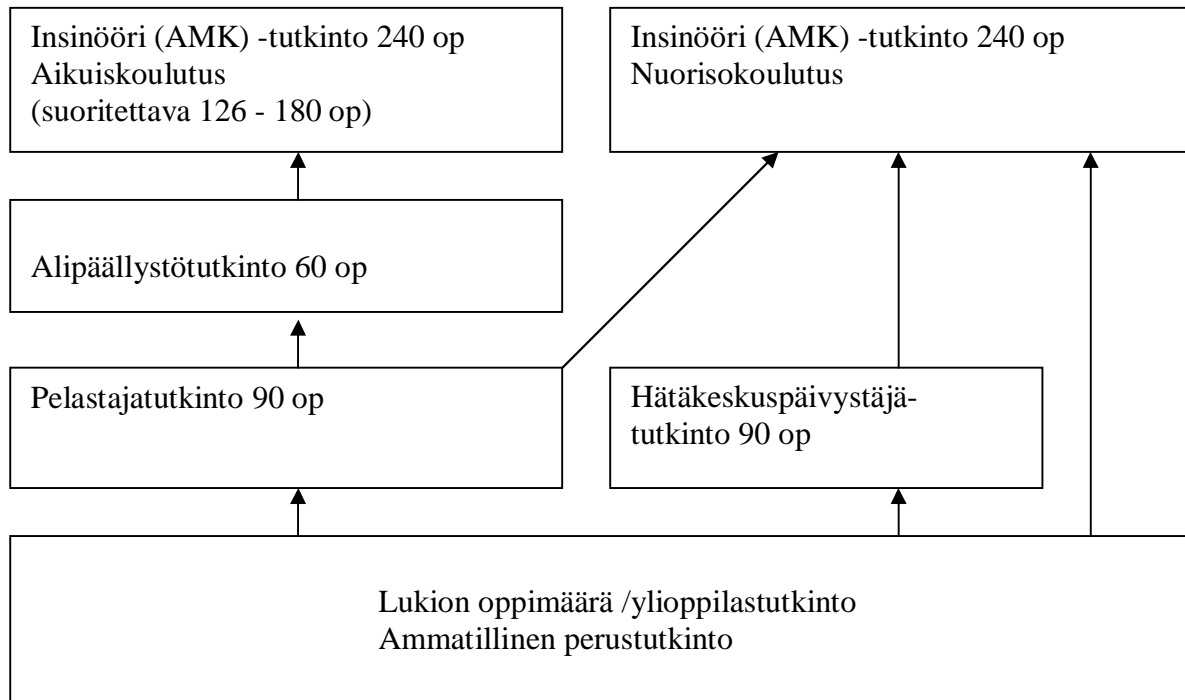 Insinööri (AMK) -tutkinto 240 op
Aikuiskoulutus
(suoritettava 126 - 180 op)
Insinööri (AMK) -tutkinto 240 op
Nuorisokoulutus
Alipäällystötutkinto 60 op
Pelastajatutkinto 90 op
Hätäkeskuspäivystäjä-
tutkinto 90 op
Lukion oppimäärä /ylioppilastutkinto
Ammatillinen perustutkinto